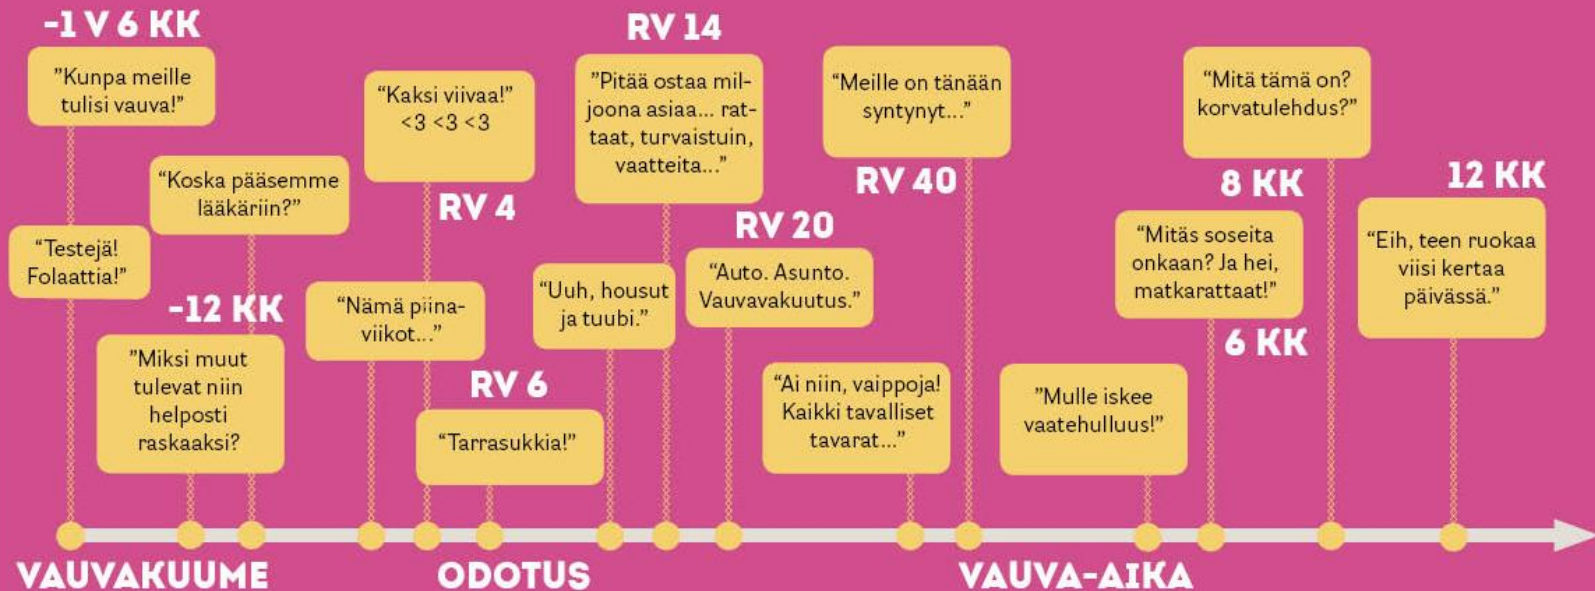 -1 V 6 KK
"Kunpa meille
tulisi vauva!"
"Testejä!
Folaattia!"
-12 KK
"Miksi muut
tulevat niin
helposti
raskaaksi?
"Koska pääsemme
lääkäriin?"
"Nämä piina-
viikot..."
"Kaksi viivaa!"
<3 <3 <3
RV 4
RV 6
"Tarrasukkia!"
"Uuh, housut
ja tuubi."
RV 14
"Pitää ostaa mil-
joona asiaa... rat-
taat, turvaistuin,
vaatteita..."
RV 20
"Auto. Asunto.
Vauvavakuutus."
"Ai niin, vaippoja!
Kaikki tavalliset
tavarat..."
"Meille on tänään
syntynyt..."
RV 40
"Mulle iskee
vaatehulluus!"
"Mitäs soseita
onkaan? Ja hei,
matkarattaat!"
6 KK
"Mitä tämä on?
korvatulehdus?"
8 KK
12 KK
"Eih, teen ruokaa
viisi kertaa
päivässä."
VAUVAKUUME
ODOTUS
VAUVA-AIKA